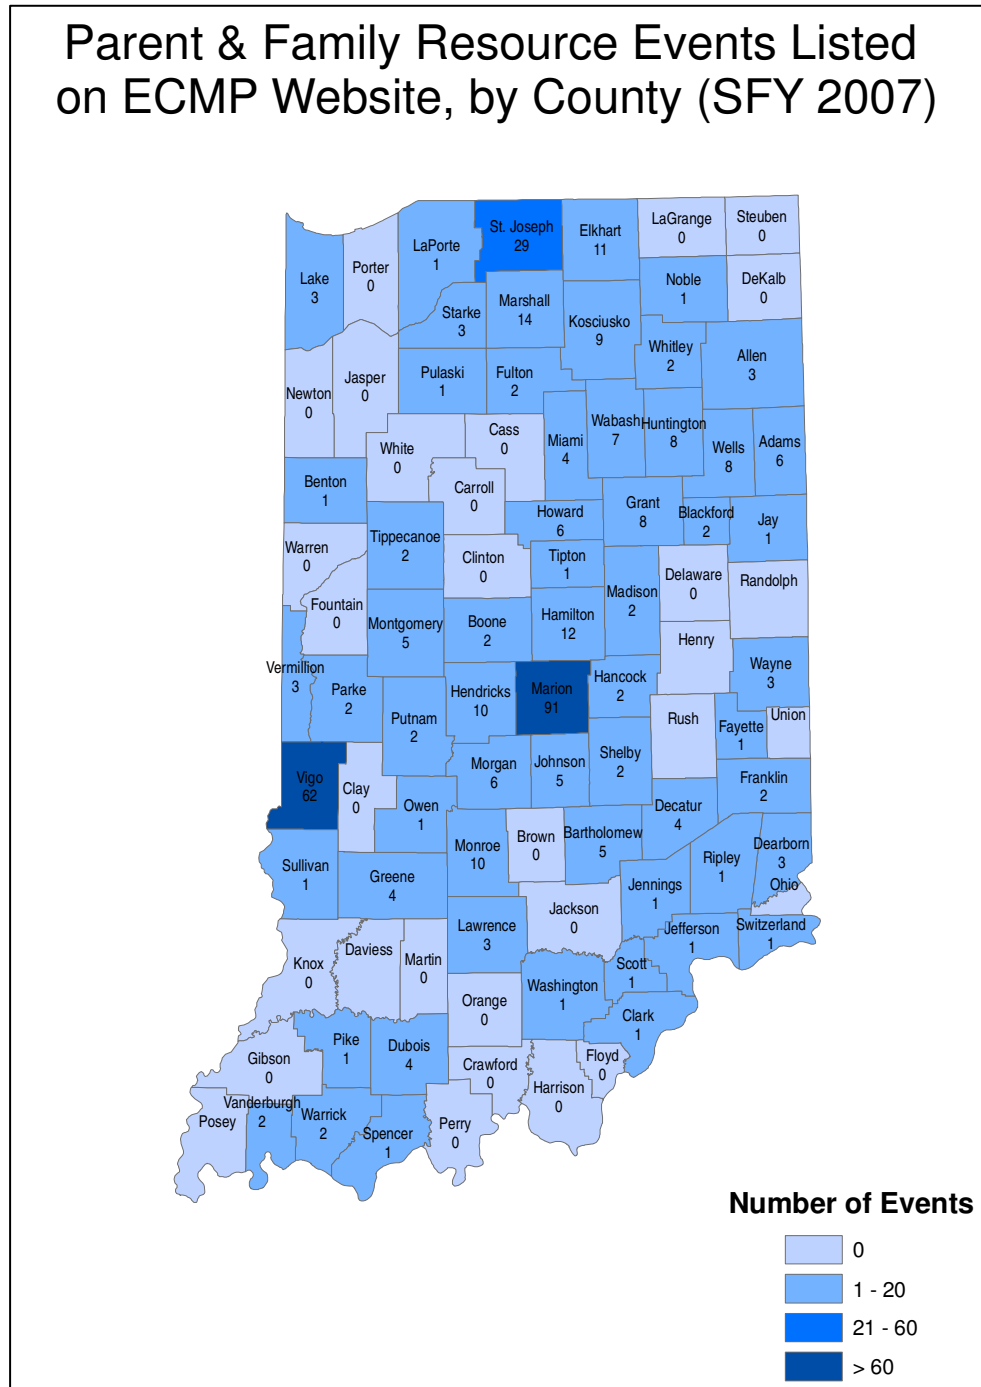 Parent & Family Resource Events Listed
on ECMP Website, by County (SFY 2007)
St. Joseph
29
Elkhart
11
LaGrange
0
Steuben
0
LaPorte
1
Porter
0
Lake
3
Noble
1
DeKalb
0
Starke
3
Marshall
14
Kosciusko
9
Whitley
2
Allen
3
Newton
0
Jasper
0
Pulaski
1
Fulton
2
White
0
Cass
0
Miami
4
Wabash
7
Huntington
8
Wells
8
Adams
6
Benton
1
Carroll
0
Howard
6
Grant
8
Blackford
2
Jay
1
Warren
0
Tippecanoe
2
Clinton
0
Tipton
1
Madison
2
Delaware
0
Randolph
Fountain
0
Montgomery
5
Boone
2
Hamilton
12
Henry
Vermillion
3
Parke
2
Putnam
2
Hendricks
10
Marion
91
Hancock
2
Wayne
3
Rush
Fayette
1
Union
Vigo
62
Clay
0
Owen
1
Morgan
6
Johnson
5
Shelby
2
Franklin
2
Decatur
4
Sullivan
1
Greene
4
Monroe
10
Brown
0
Bartholomew
5
Ripley
1
Dearborn
3
Ohio
Jennings
1
Jackson
0
Lawrence
3
Jefferson
1
Switzerland
1
Knox
0
Daviess
Martin
0
Orange
0
Washington
1
Scott
1
Clark
1
Gibson
0
Pike
1
Dubois
4
Crawford
0
Harrison
0
Floyd
0
Posey
Vanderburgh
2
Warrick
2
Spencer
1
Perry
0
Number of Events
0
1 - 20
21 - 60
> 60